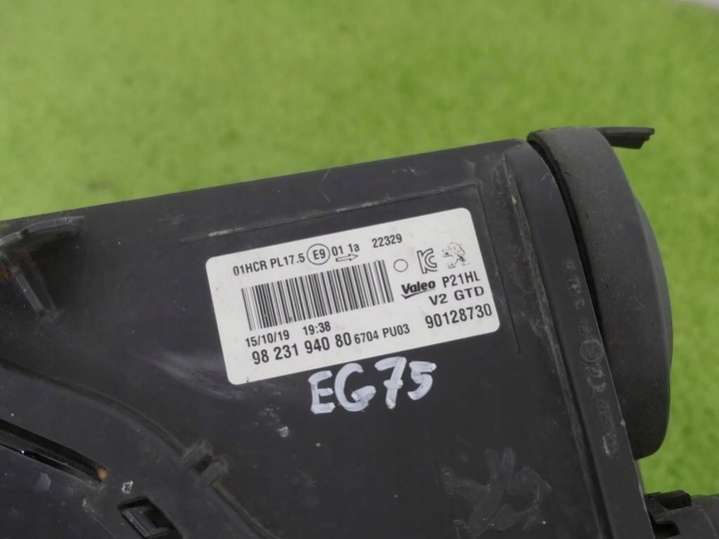 01HCR PL17.5 E9 01 1a 22329
Valeo P21HL
V2 GTD
15/10/19 19:38
98 231 940 80 6704 PU03 90128730
EG75